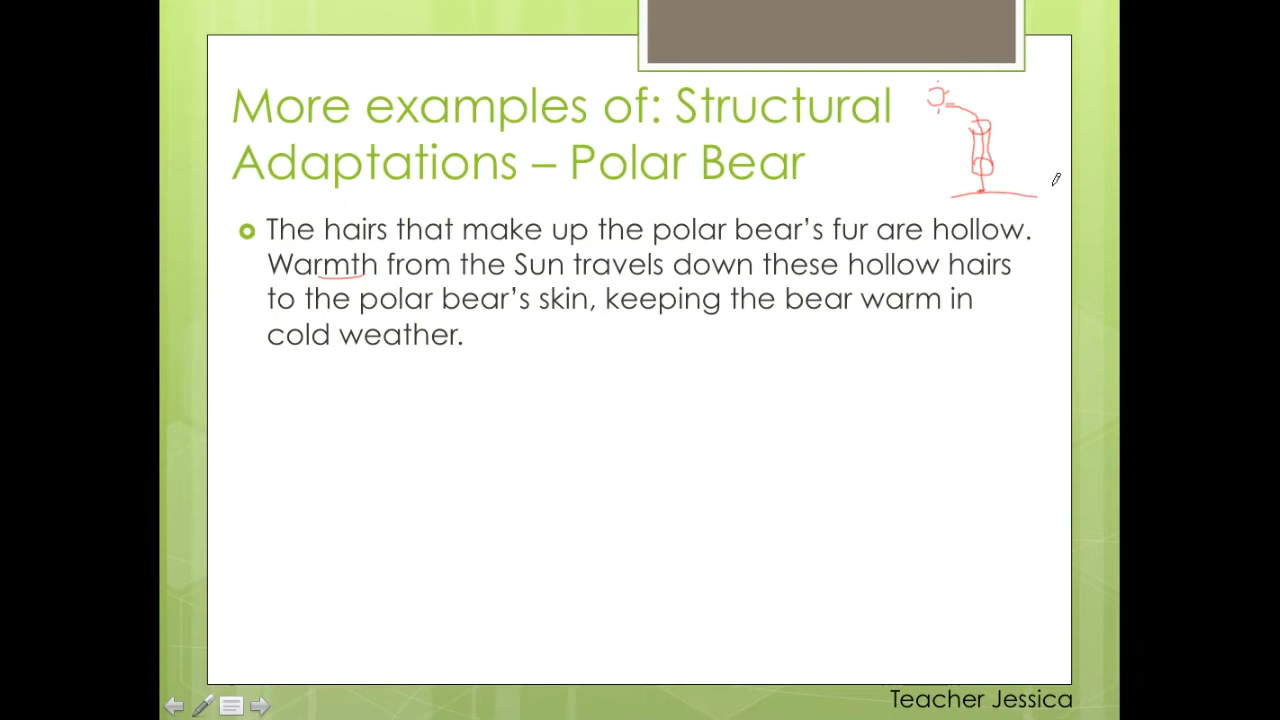 More examples of: Structural
Adaptations – Polar Bear
The hairs that make up the polar bear’s fur are hollow.
Warmth from the Sun travels down these hollow hairs
to the polar bear’s skin, keeping the bear warm in
cold weather.
Teacher Jessica